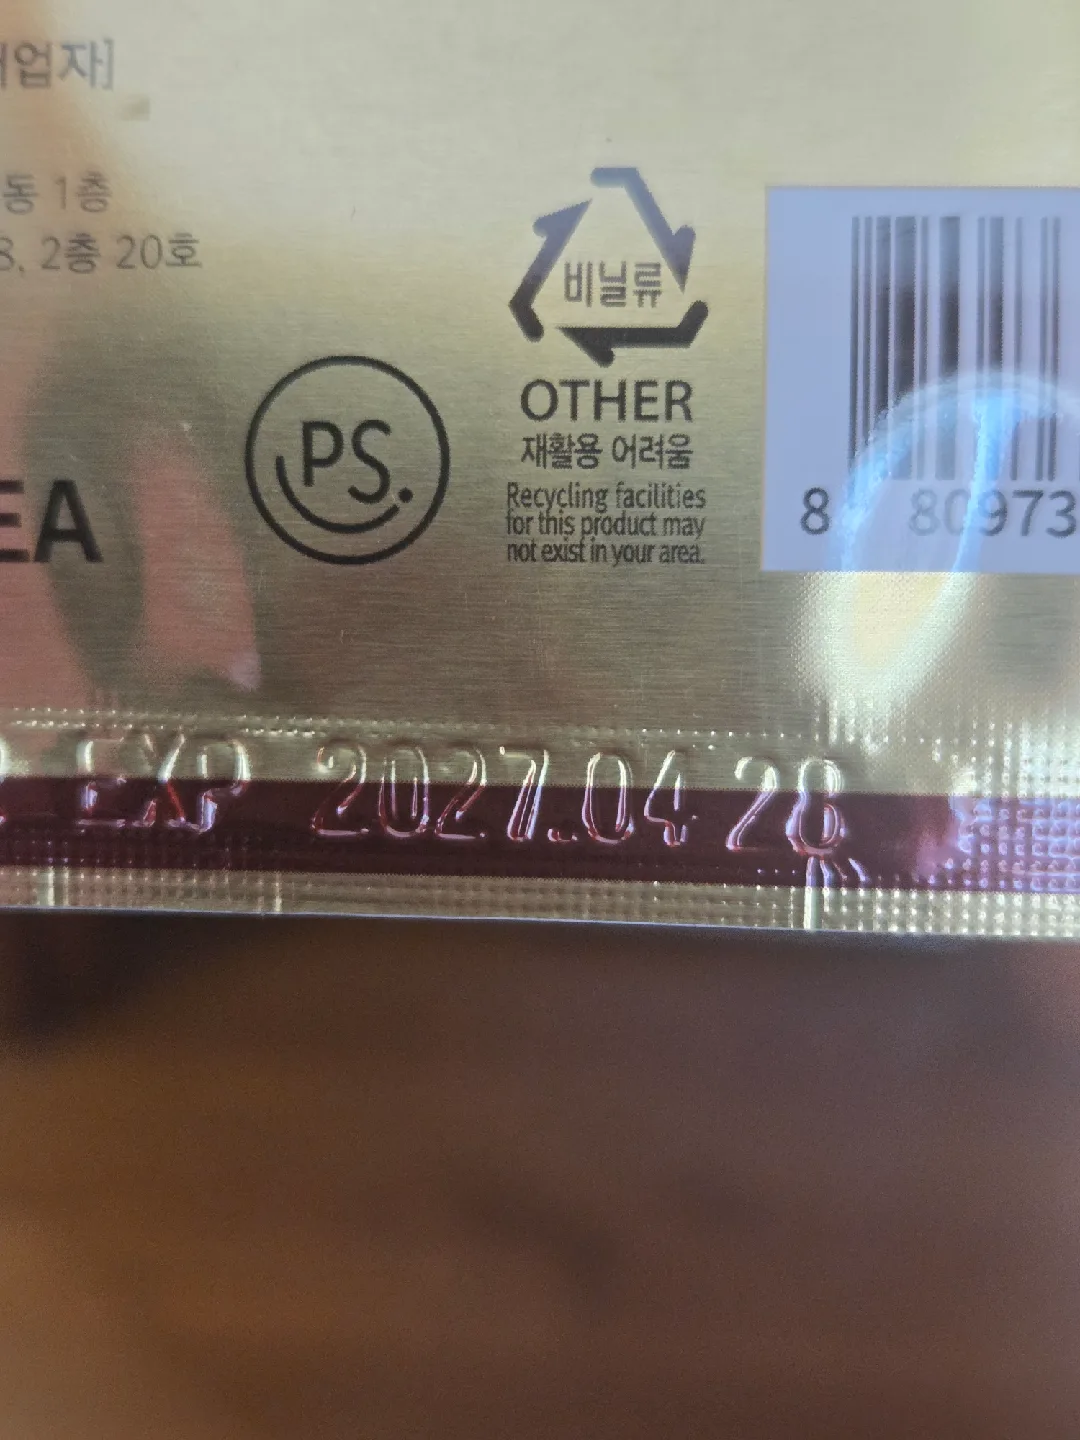 업자]
동 1층
8, 2층 20호
비닐류
OTHER
재활용 어려움
Recycling facilities
for this product may
not exist in your area.
PS.
EA
8 80973
EXP 2027.04 28